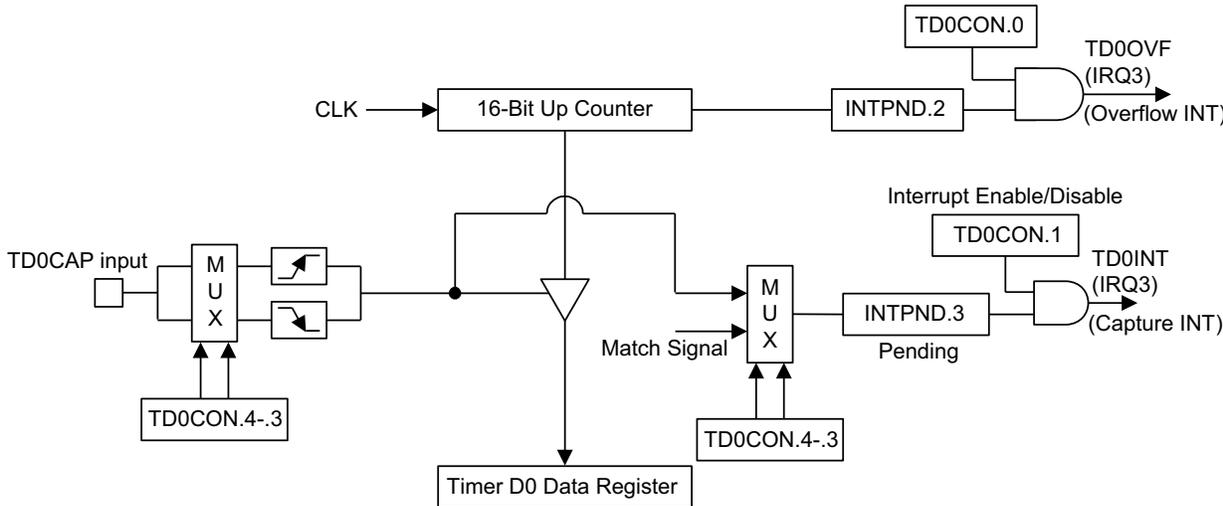 TD0CON.0
TD0OVF
(IRQ3)
(Overflow INT)
CLK
16-Bit Up Counter
INTPND.2
Interrupt Enable/Disable
TD0CON.1
TD0INT
(IRQ3)
(Capture INT)
TD0CAP input
M
U
X
M
U
X
INTPND.3
Match Signal
Pending
TD0CON.4-.3
TD0CON.4-.3
Timer D0 Data Register